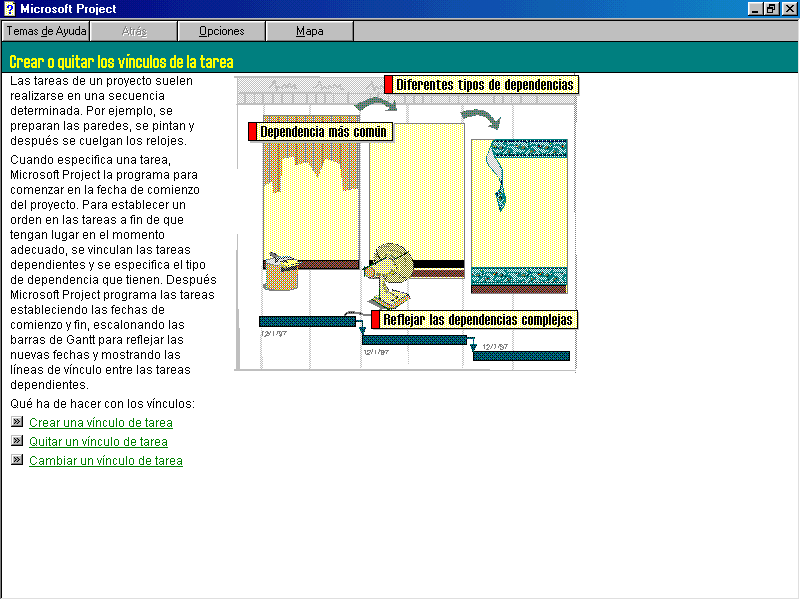 Microsoft Project
Temas de Ayuda
Atrás
Opciones
Mapa
Crear o quitar los vínculos de la tarea
Las tareas de un proyecto suelen
realizarse en una secuencia
determinada. Por ejemplo, se
preparan las paredes, se pintan y
después se cuelgan los relojes.
Cuando especifica una tarea,
Microsoft Project la programa para
comenzar en la fecha de comienzo
del proyecto. Para establecer un
orden en las tareas a fin de que
tengan lugar en el momento
adecuado, se vinculan las tareas
dependientes y se especifica el tipo
de dependencia que tienen. Después
Microsoft Project programa las tareas
estableciendo las fechas de
comienzo y fin, escalonando las
barras de Gantt para reflejar las
nuevas fechas y mostrando las
líneas de vínculo entre las tareas
dependientes.
Qué ha de hacer con los vínculos:
Crear una vínculo de tarea
Quitar un vínculo de tarea
Cambiar un vínculo de tarea
Diferentes tipos de dependencias
Dependencia más común
Reflejar las dependencias complejas
12/1/97
12/1/97
12/1/97